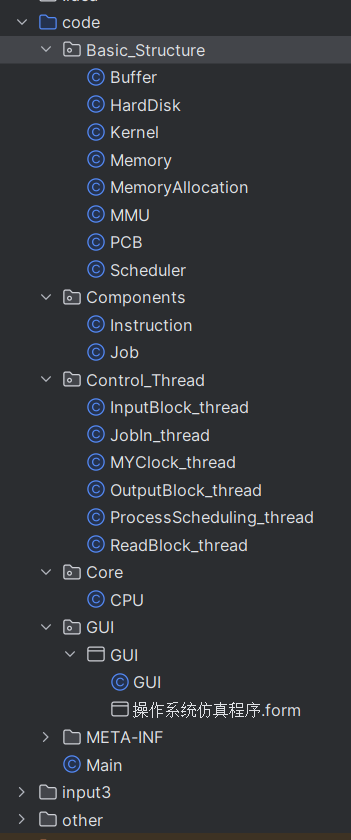 code
Basic_Structure
Buffer
HardDisk
Kernel
Memory
MemoryAllocation
MMU
PCB
Scheduler
Components
Instruction
Job
Control_Thread
InputBlock_thread
JobIn_thread
MYClock_thread
OutputBlock_thread
ProcessScheduling_thread
ReadBlock_thread
Core
CPU
GUI
GUI
GUI
操作系统仿真程序.form
META-INF
Main
input3
other